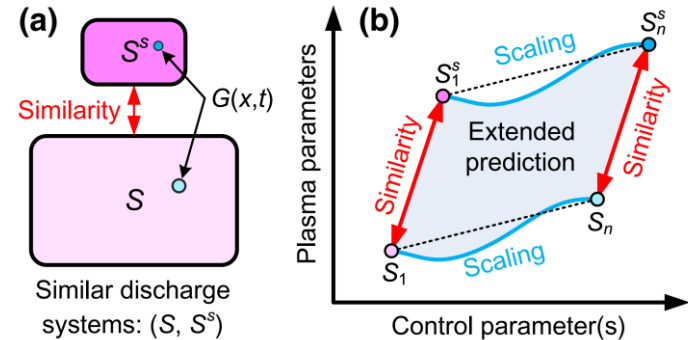 (a)
Sˢ
G(x,t)
Similarity
S
Similar discharge
systems: (S, Sˢ)
(b)
Plasma parameters
Scaling
S₁ˢ
Sₙˢ
Similarity
Extended
prediction
Similarity
S₁
Sₙ
Scaling
Control parameter(s)